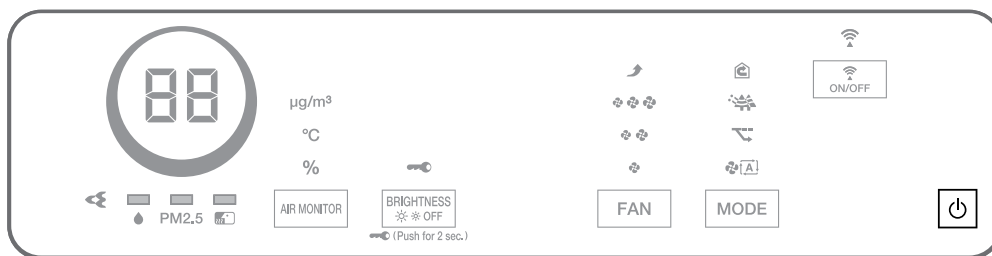 88
μg/m³
℃
%
PM2.5
AIR MONITOR
BRIGHTNESS
OFF
(Push for 2 sec.)
FAN
A
MODE
ON/OFF